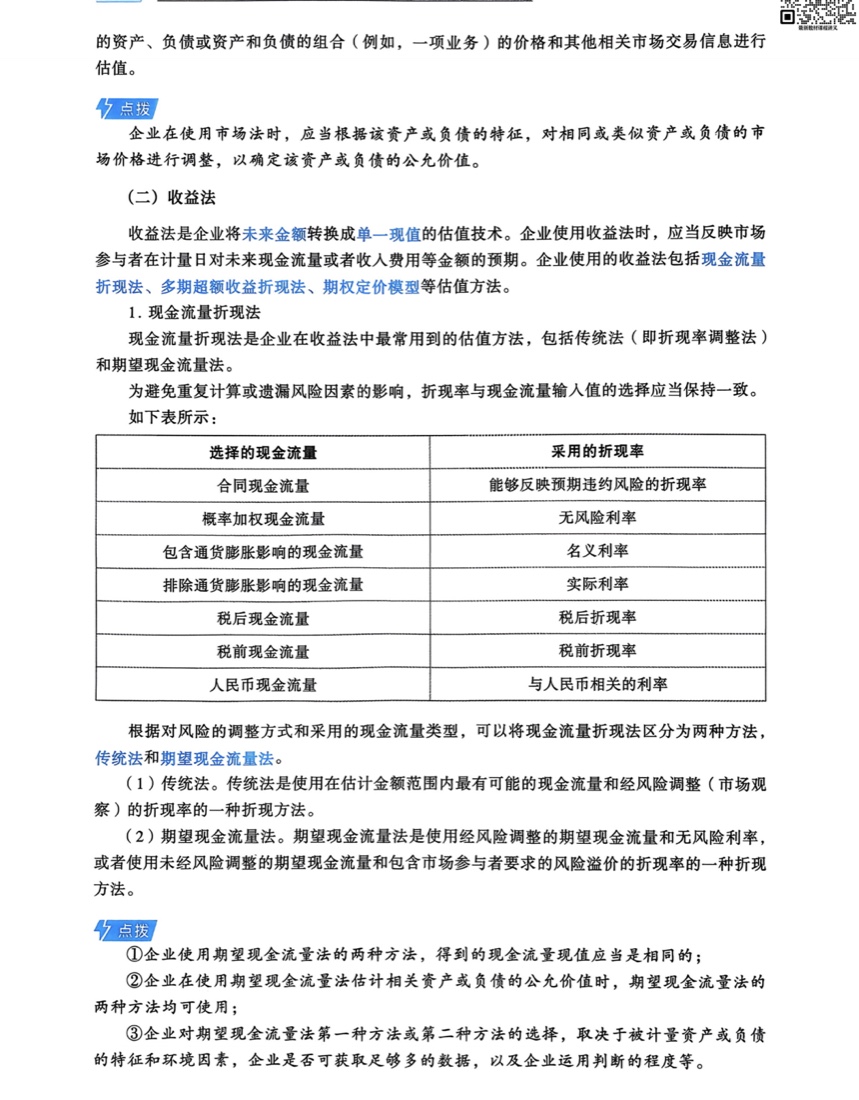 的资产、负债或资产和负债的组合（例如，一项业务）的价格和其他相关市场交易信息进行
估值。
点拨
企业在使用市场法时，应当根据该资产或负债的特征，对相同或类似资产或负债的市
场价格进行调整，以确定该资产或负债的公允价值。
（二）收益法
收益法是企业将未来金额转换成单一现值的估值技术。企业使用收益法时，应当反映市场
参与者在计量日对未来现金流量或者收入费用等金额的预期。企业使用的收益法包括现金流量
折现法、多期超额收益折现法、期权定价模型等估值方法。
1. 现金流量折现法
现金流量折现法是企业在收益法中最常用到的估值方法，包括传统法（即折现率调整法）
和期望现金流量法。
为避免重复计算或遗漏风险因素的影响，折现率与现金流量输入值的选择应当保持一致。
如下表所示：
选择的现金流量 采用的折现率
合同现金流量 能够反映预期违约风险的折现率
概率加权现金流量 无风险利率
包含通货膨胀影响的现金流量 名义利率
排除通货膨胀影响的现金流量 实际利率
税后现金流量 税后折现率
税前现金流量 税前折现率
人民币现金流量 与人民币相关的利率
根据对风险的调整方式和采用的现金流量类型，可以将现金流量折现法区分为两种方法，
传统法和期望现金流量法。
（1）传统法。传统法是使用在估计金额范围内最有可能的现金流量和经风险调整（市场观
察）的折现率的一种折现方法。
（2）期望现金流量法。期望现金流量法是使用经风险调整的期望现金流量和无风险利率，
或者使用未经风险调整的期望现金流量和包含市场参与者要求的风险溢价的折现率的一种折现
方法。
点拨
①企业使用期望现金流量法的两种方法，得到的现金流量现值应当是相同的；
②企业在使用期望现金流量法估计相关资产或负债的公允价值时，期望现金流量法的
两种方法均可使用；
③企业对期望现金流量法第一种方法或第二种方法的选择，取决于被计量资产或负债
的特征和环境因素，企业是否可获取足够多的数据，以及企业运用判断的程度等。